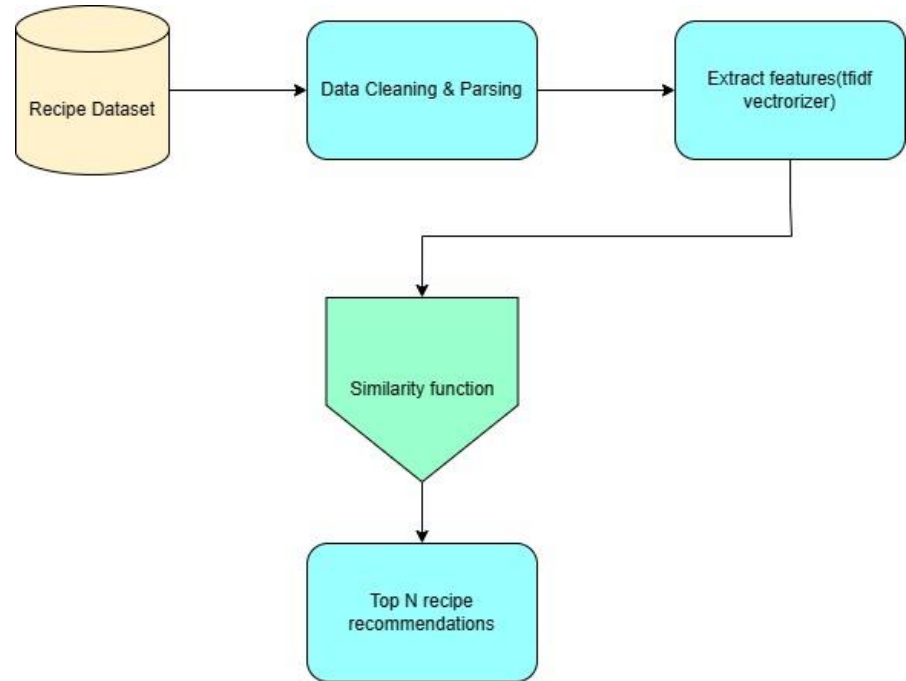 Recipe Dataset
Data Cleaning & Parsing
Extract features(tfidf
vectrorizer)
Similarity function
Top N recipe
recommendations